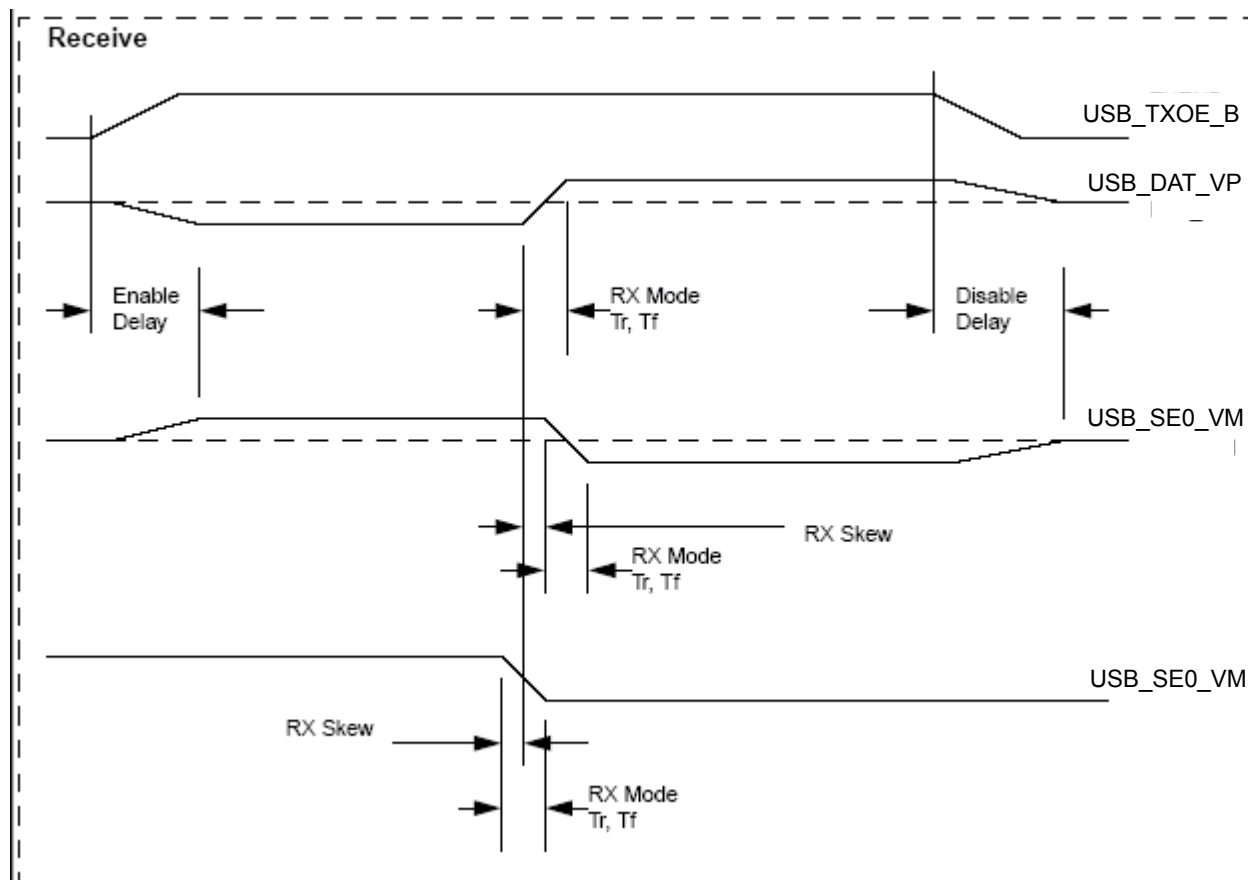 Receive
USB_TXOE_B
USB_DAT_VP
Enable
Delay
RX Mode
Tr, Tf
Disable
Delay
USB_SE0_VM
RX Skew
RX Mode
Tr, Tf
USB_SE0_VM
RX Skew
RX Mode
Tr, Tf